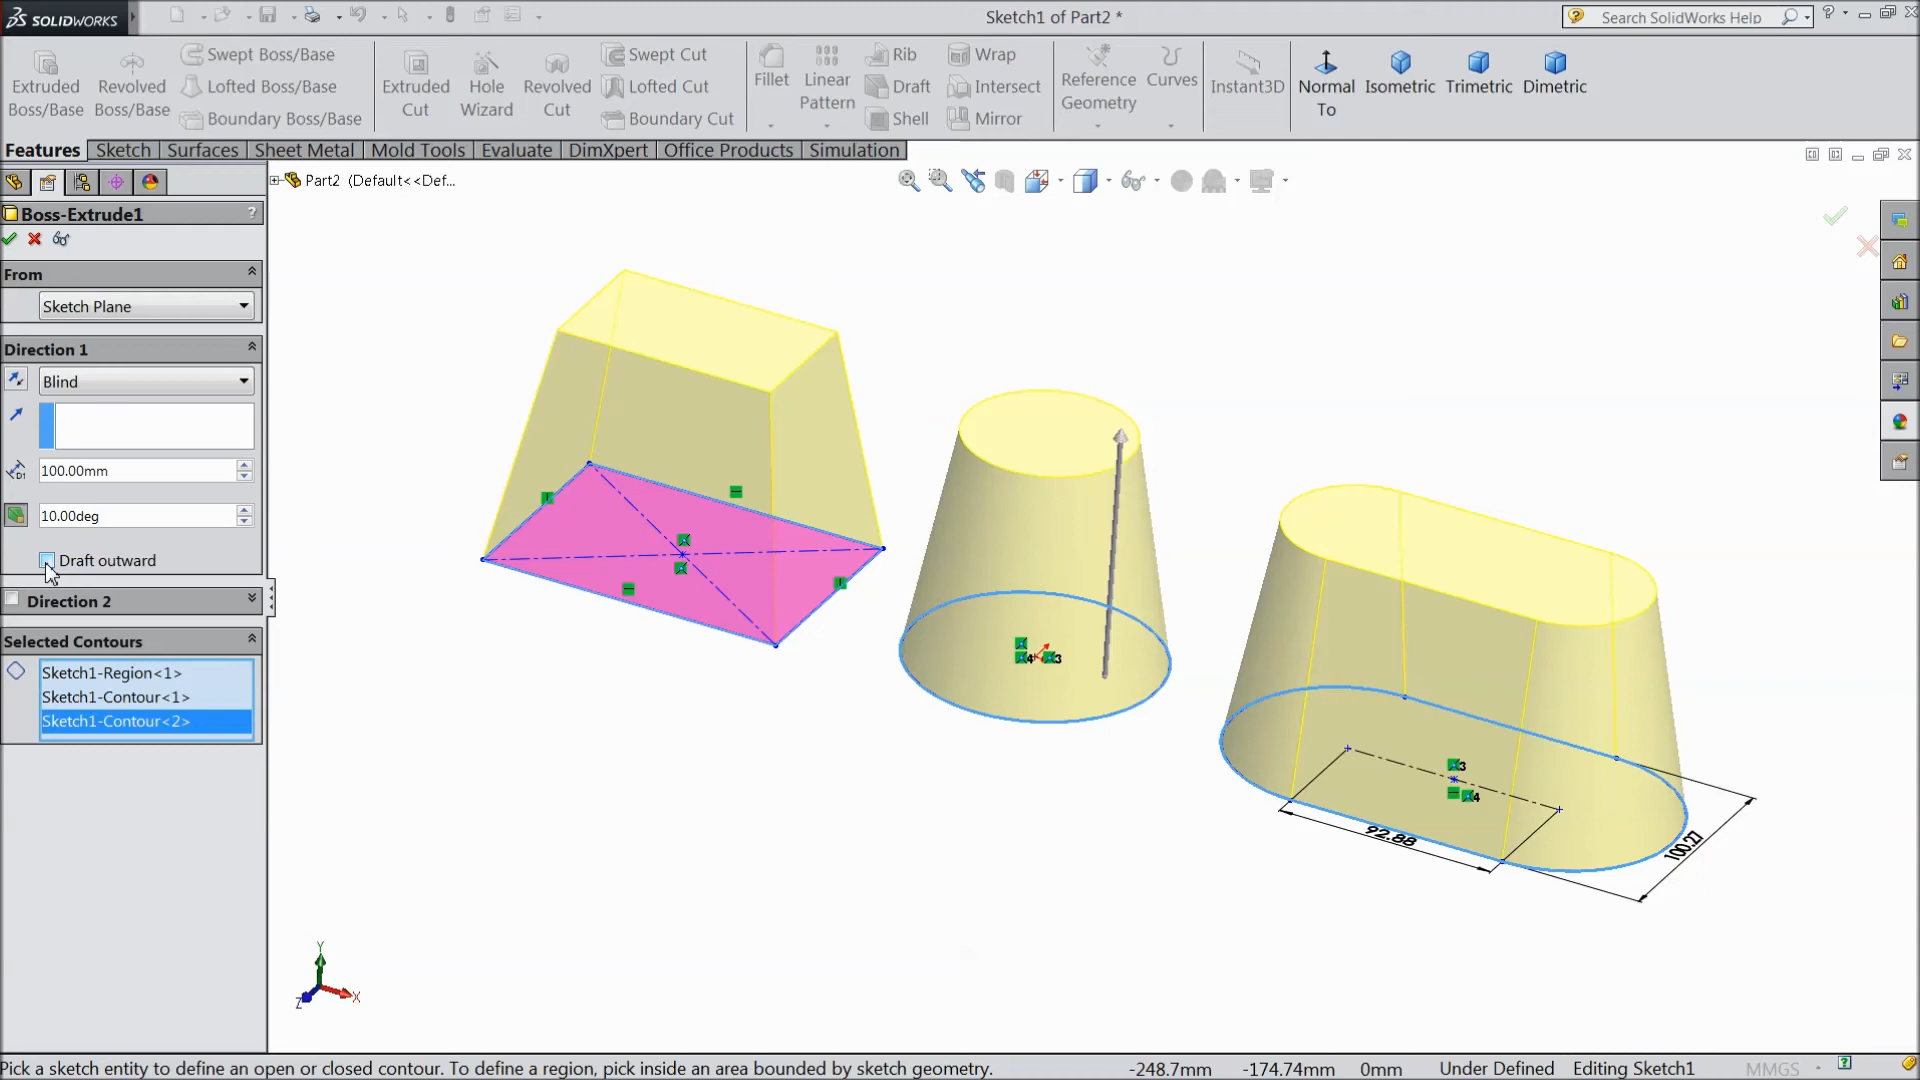 SOLIDWORKS
Sketch1 of Part2 *
Search SolidWorks Help
?
Extruded Boss/Base
Revolved Boss/Base
Swept Boss/Base
Lofted Boss/Base
Boundary Boss/Base
Extruded Cut
Hole Wizard
Revolved Cut
Swept Cut
Lofted Cut
Boundary Cut
Fillet
Linear Pattern
Rib
Draft
Shell
Wrap
Intersect
Mirror
Reference Geometry
Curves
Instant3D
Normal To
Isometric
Trimetric
Dimetric
Features
Sketch
Surfaces
Sheet Metal
Mold Tools
Evaluate
DimXpert
Office Products
Simulation
Part2 (Default<<Def...
Boss-Extrude1
?
From
Sketch Plane
Direction 1
Blind
D1
100.00mm
10.00deg
Draft outward
Direction 2
Selected Contours
Sketch1-Region<1>
Sketch1-Contour<1>
Sketch1-Contour<2>
4
3
3
4
92.88
100.27
Y
X
Z
Pick a sketch entity to define an open or closed contour. To define a region, pick inside an area bounded by sketch geometry.
-248.7mm
-174.74mm
0mm
Under Defined
Editing Sketch1
MMGS
?